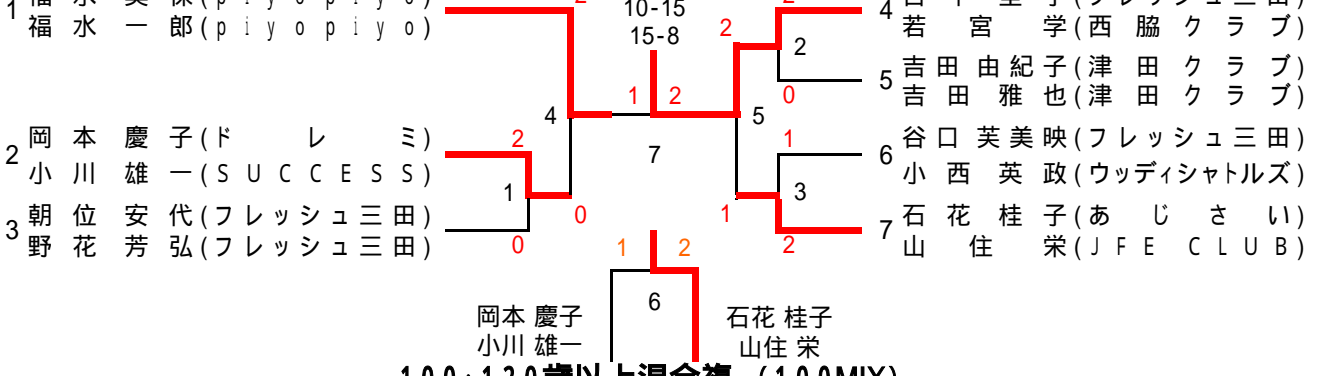 1
福 水 一 郎(p i y o p i y o)
2
10-15
15-8
2
2
4
若 宮 学(西 脇 ク ラ ブ)
2
5
吉 田 由 紀 子(津 田 ク ラ ブ)
吉 田 雅 也(津 田 ク ラ ブ)
0
4
1 2
5
7
2
岡 本 慶 子(ド レ ミ)
小 川 雄 一(S U C C E S S)
2
1
0
3
朝 位 安 代(フ レ ッ シ ュ 三 田)
野 花 芳 弘(フ レ ッ シ ュ 三 田)
0
1
6
谷 口 芙 美 映(フ レ ッ シ ュ 三 田)
小 西 英 政(ウッディシャトルズ)
3
1
7
石 花 桂 子(あ じ さ い)
山 住 栄(J F E C L U B)
2
1 2
6
岡本 慶子
小川 雄一
石花 桂子
山住 栄